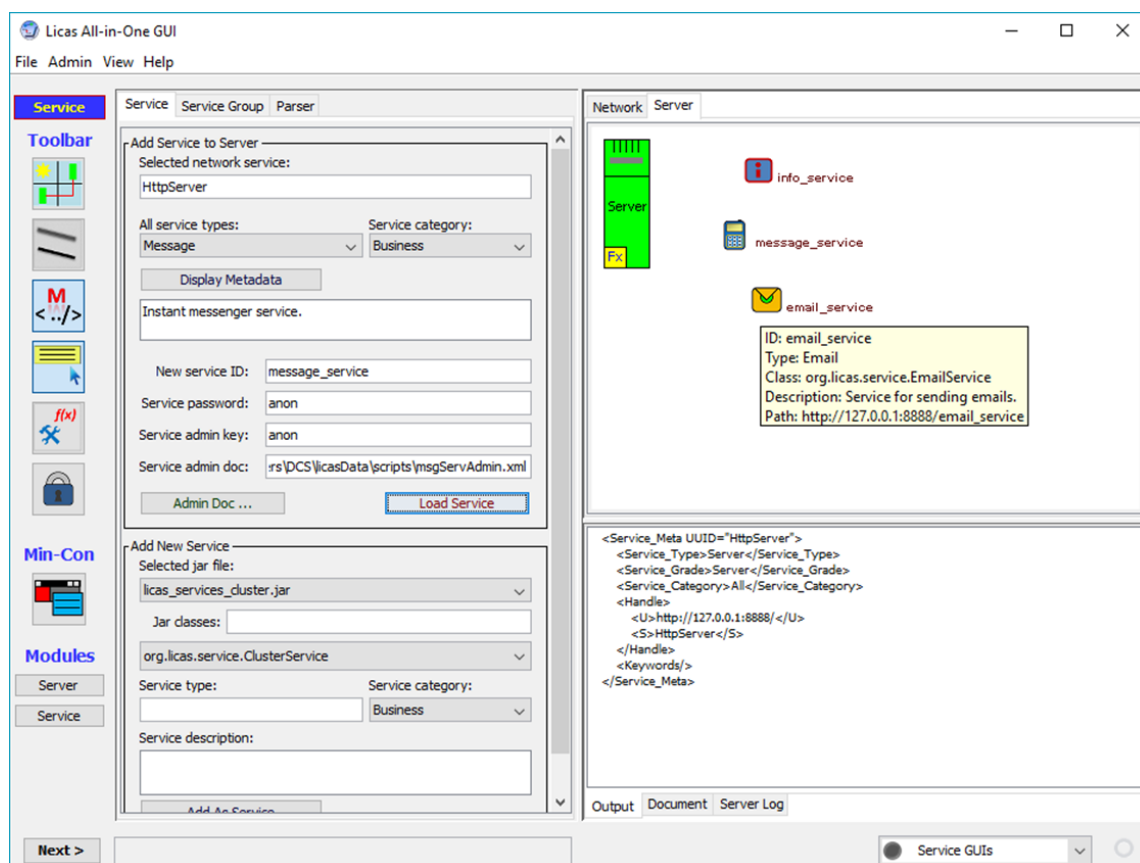 Licas All-in-One GUI
File Admin View Help
Service
Toolbar
M
<../>
f(x)
Min-Con
Modules
Server
Service
Next >
Service Service Group Parser
Add Service to Server
Selected network service:
HttpServer
All service types: Service category:
Message Business
Display Metadata
Instant messenger service.
New service ID: message_service
Service password: anon
Service admin key: anon
Service admin doc: rs\DCS\licasData\scripts\msgServAdmin.xml
Admin Doc ... Load Service
Add New Service
Selected jar file:
licas_services_cluster.jar
Jar classes:
org.licas.service.ClusterService
Service type: Service category:
Business
Service description:
Add As Service
Network Server
Server
Fx
info_service
message_service
email_service
ID: email_service
Type: Email
Class: org.licas.service.EmailService
Description: Service for sending emails.
Path: http://127.0.0.1:8888/email_service
<Service_Meta UUID="HttpServer">
<Service_Type>Server</Service_Type>
<Service_Grade>Server</Service_Grade>
<Service_Category>All</Service_Category>
<Handle>
<U>http://127.0.0.1:8888/</U>
<S>HttpServer</S>
</Handle>
<Keywords/>
</Service_Meta>
Output Document Server Log
Service GUIs